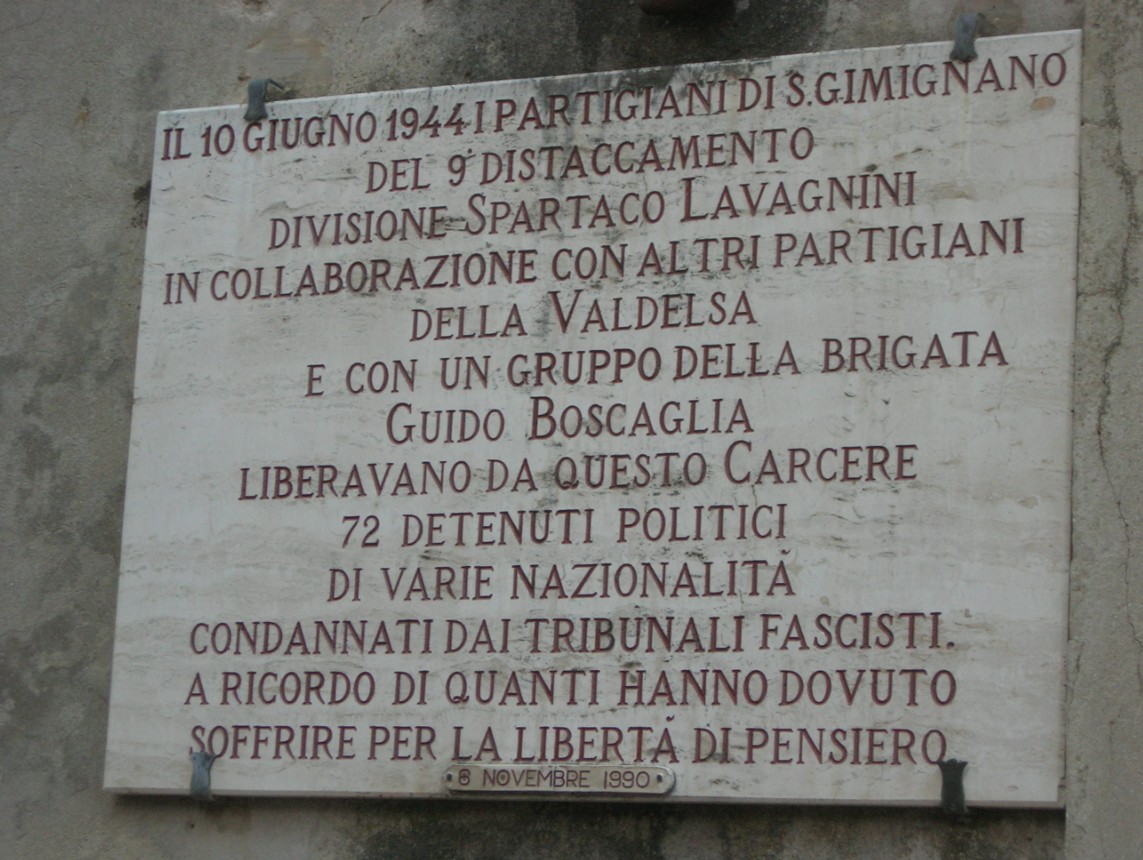 IL 10 GIUGNO 1944 I PARTIGIANI DI S. GIMIGNANO
DEL 9° DISTACCAMENTO
DIVISIONE SPARTACO LAVAGNINI
IN COLLABORAZIONE CON ALTRI PARTIGIANI
DELLA VALDELSA
E CON UN GRUPPO DELLA BRIGATA
GUIDO BOSCAGLIA
LIBERAVANO DA QUESTO CARCERE
72 DETENUTI POLITICI
DI VARIE NAZIONALITÀ
CONDANNATI DAI TRIBUNALI FASCISTI.
A RICORDO DI QUANTI HANNO DOVUTO
SOFFRIRE PER LA LIBERTÀ DI PENSIERO
6 NOVEMBRE 1990